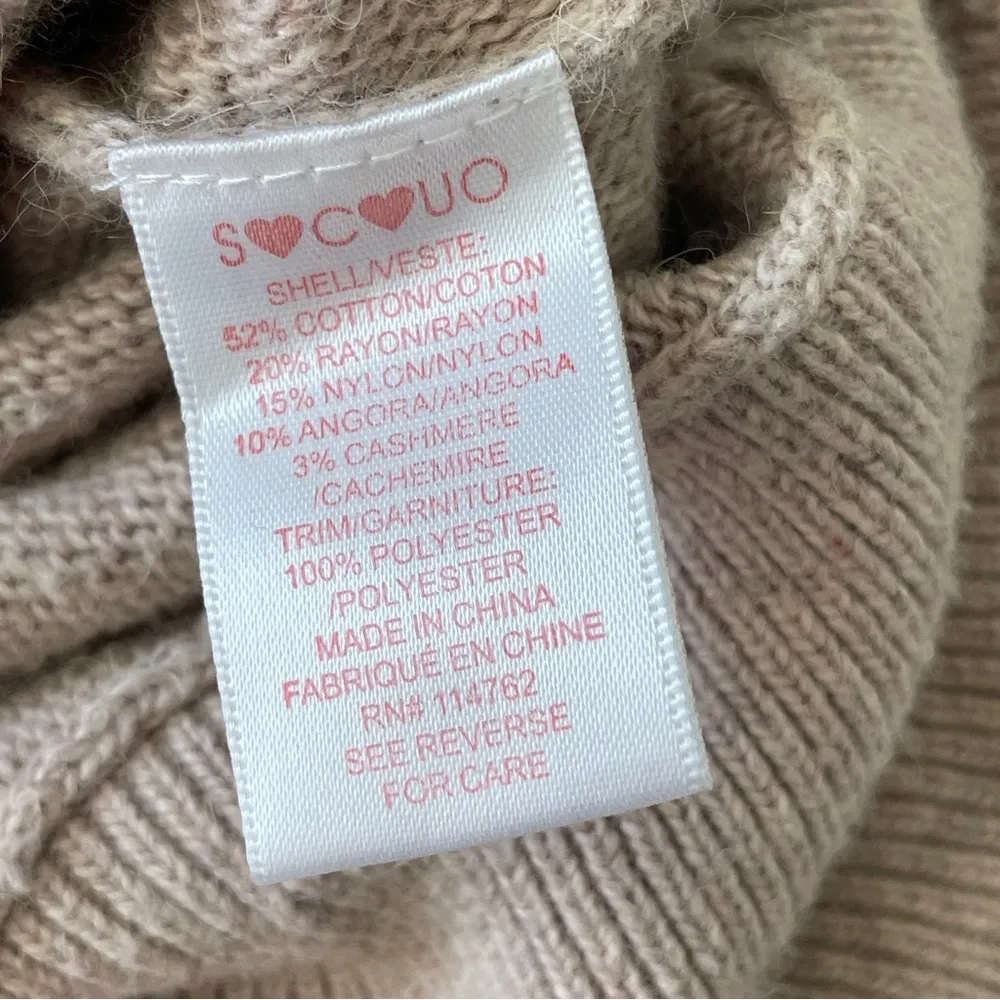 S♥C♥UO
SHELL/VESTE:
52% COTTON/COTON
20% RAYON/RAYON
15% NYLON/NYLON
10% ANGORA/ANGORA
3% CASHMERE
/CACHEMIRE
TRIM/GARNITURE:
100% POLYESTER
/POLYESTER
MADE IN CHINA
FABRIQUÉ EN CHINE
RN# 114762
SEE REVERSE
FOR CARE